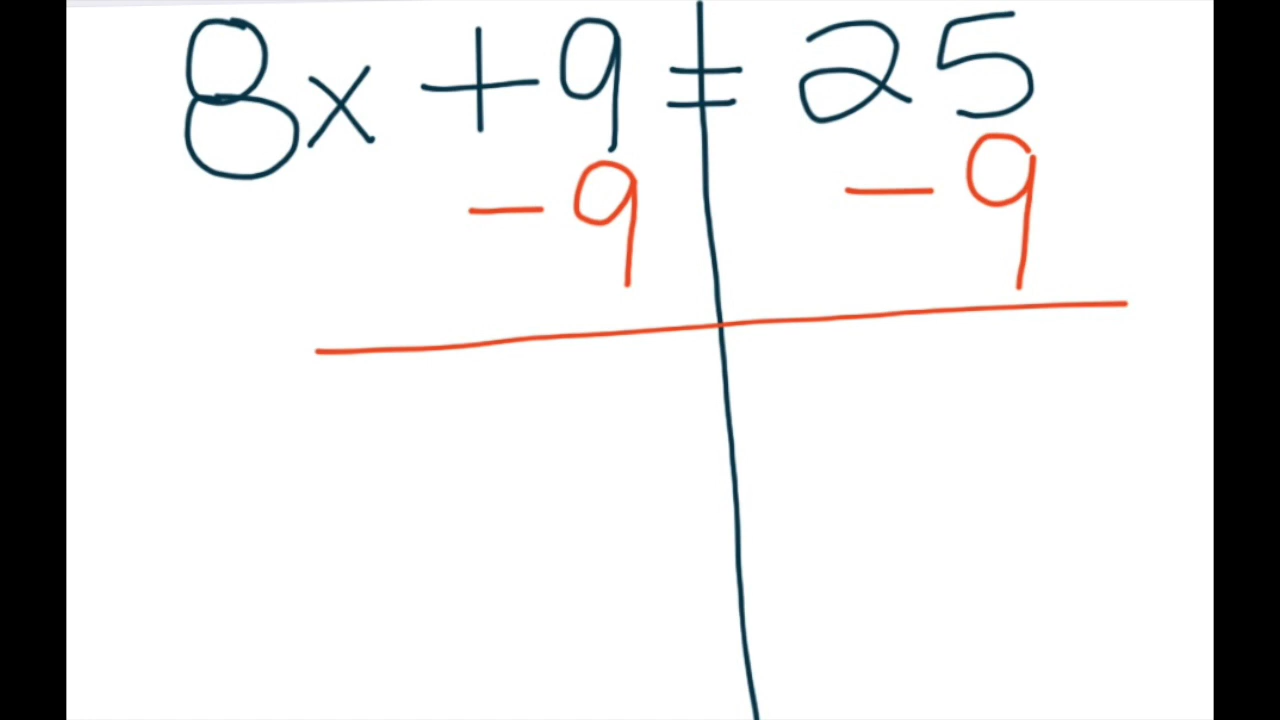 8x + 9 = 25
- 9 - 9